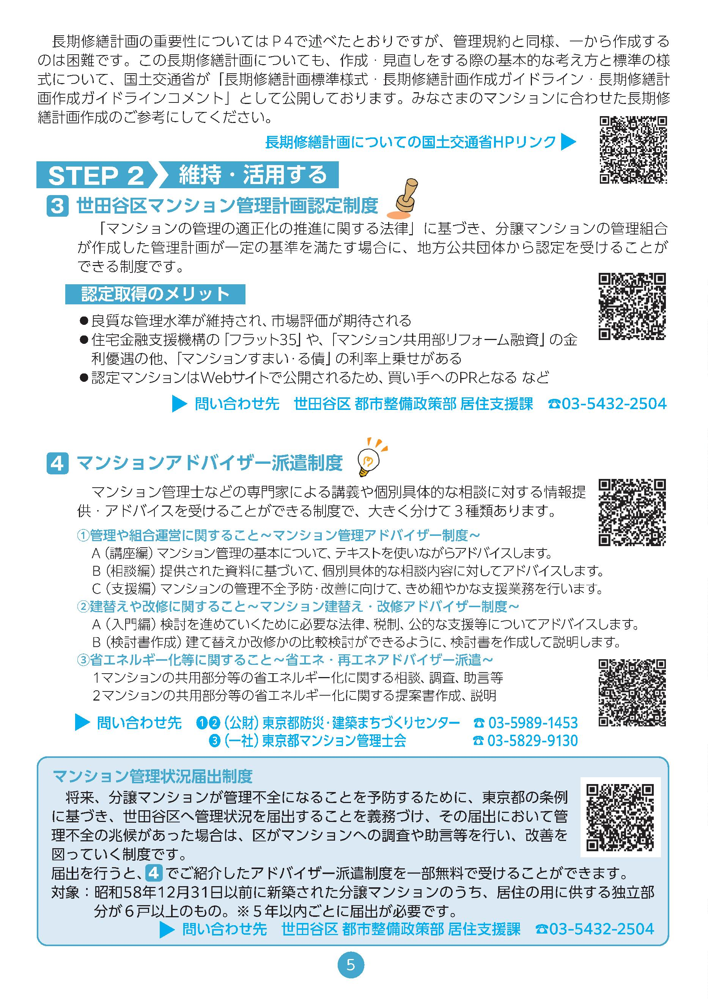 長期修繕計画の重要性についてはP4で述べたとおりですが、管理規約と同様、一から作成する
のは困難です。この長期修繕計画についても、作成・見直しをする際の基本的な考え方と標準の様
式について、国土交通省が「長期修繕計画標準様式・長期修繕計画作成ガイドライン・長期修繕計
画作成ガイドラインコメント」として公開しております。みなさまのマンションに合わせた長期修
繕計画作成のご参考にしてください。
長期修繕計画についての国土交通省HPリンク▶
STEP 2 維持・活用する
3 世田谷区マンション管理計画認定制度
「マンションの管理の適正化の推進に関する法律」に基づき、分譲マンションの管理組合
が作成した管理計画が一定の基準を満たす場合に、地方公共団体から認定を受けることが
できる制度です。
認定取得のメリット
●良質な管理水準が維持され、市場評価が期待される
●住宅金融支援機構の「フラット35」や、「マンション共用部リフォーム融資」の金
利優遇の他、「マンションすまい・る債」の利率上乗せがある
●認定マンションはWebサイトで公開されるため、買い手へのPRとなる など
▶ 問い合わせ先　世田谷区 都市整備政策部 居住支援課　☎03-5432-2504
4 マンションアドバイザー派遣制度
マンション管理士などの専門家による講義や個別具体的な相談に対する情報提
供・アドバイスを受けることができる制度で、大きく分けて3種類あります。
①管理や組合運営に関すること～マンション管理アドバイザー制度～
A（講座編）マンション管理の基本について、テキストを使いながらアドバイスします。
B（相談編）提供された資料に基づいて、個別具体的な相談内容に対してアドバイスします。
C（支援編）マンションの管理不全予防・改善に向けて、きめ細やかな支援業務を行います。
②建替えや改修に関すること～マンション建替え・改修アドバイザー制度～
A（入門編）検討を進めていくために必要な法律、税制、公的な支援等についてアドバイスします。
B（検討書作成）建て替えか改修かの比較検討ができるように、検討書を作成して説明します。
③省エネルギー化等に関すること～省エネ・再エネアドバイザー派遣～
1マンションの共用部分等の省エネルギー化に関する相談、調査、助言等
2マンションの共用部分等の省エネルギー化に関する提案書作成、説明
▶ 問い合わせ先　❶❷（公財）東京都防災・建築まちづくりセンター　☎ 03-5989-1453
❸（一社）東京都マンション管理士会　☎ 03-5829-9130
マンション管理状況届出制度
将来、分譲マンションが管理不全になることを予防するために、東京都の条例
に基づき、世田谷区へ管理状況を届出することを義務づけ、その届出において管
理不全の兆候があった場合は、区がマンションへの調査や助言等を行い、改善を
図っていく制度です。
届出を行うと、4でご紹介したアドバイザー派遣制度を一部無料で受けることができます。
対象：昭和58年12月31日以前に新築された分譲マンションのうち、居住の用に供する独立部
分が6戸以上のもの。※5年以内ごとに届出が必要です。
▶ 問い合わせ先　世田谷区 都市整備政策部 居住支援課　☎03-5432-2504
5